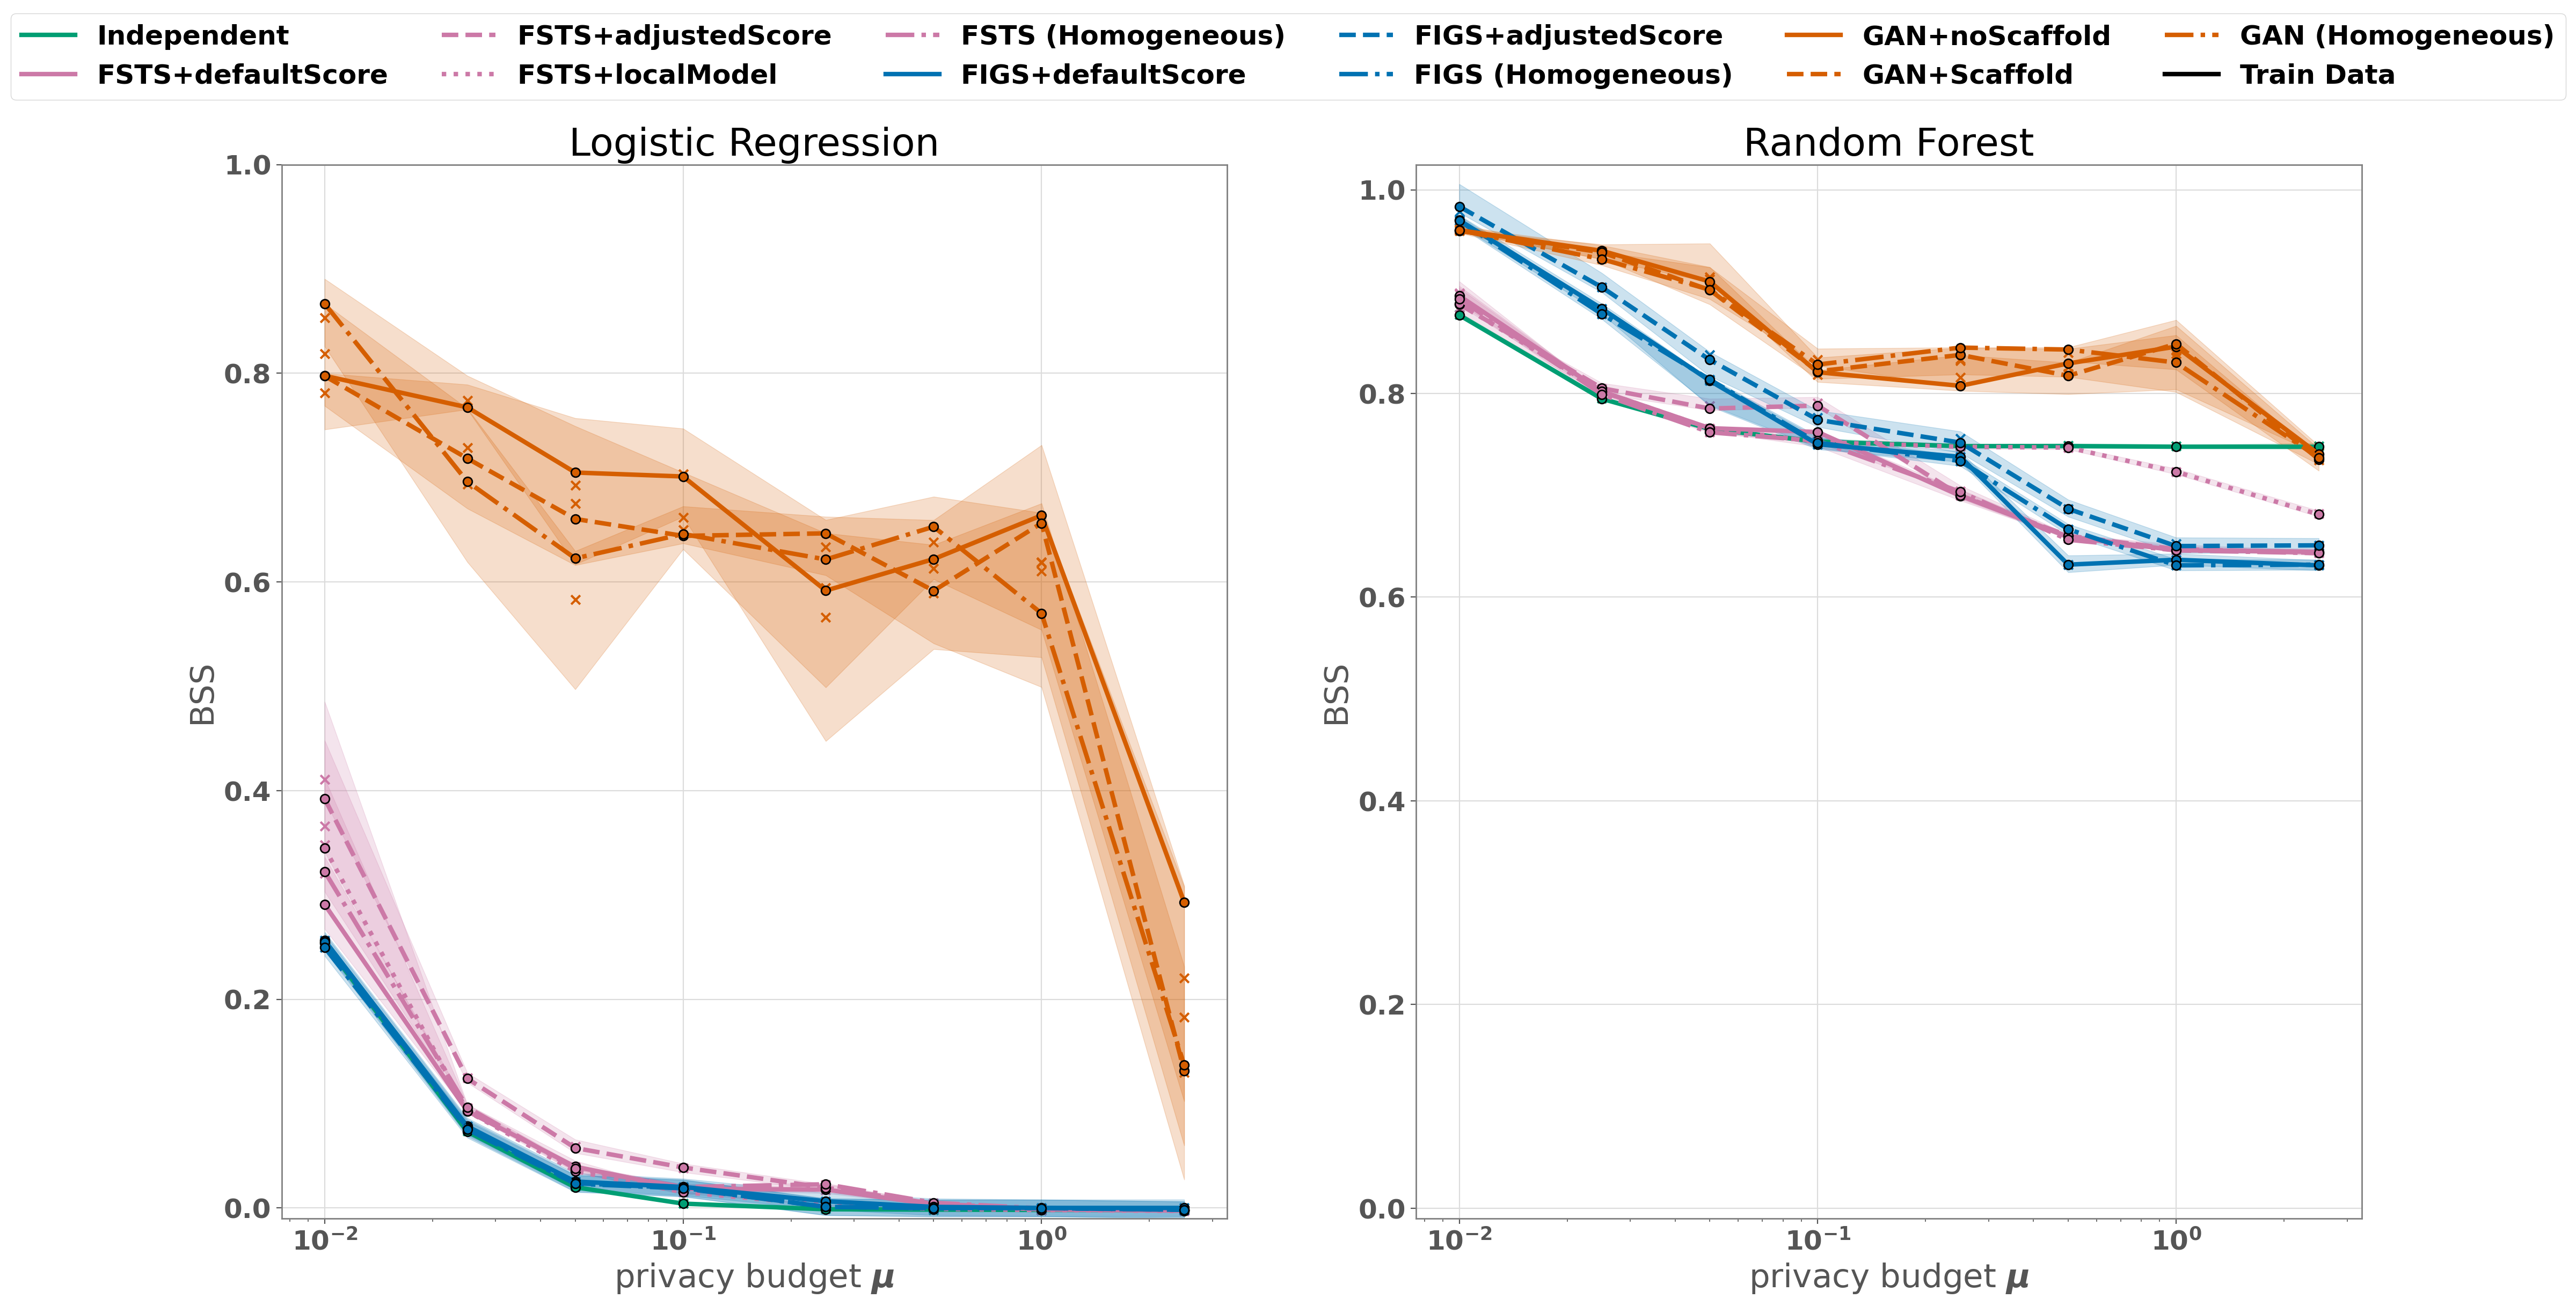 Independent FSTS+adjustedScore FSTS (Homogeneous) FIGS+adjustedScore GAN+noScaffold GAN (Homogeneous)
FSTS+defaultScore FSTS+localModel FIGS+defaultScore FIGS (Homogeneous) GAN+Scaffold Train Data
Logistic Regression
1.0
0.8
0.6
0.4
0.2
0.0
BSS
10⁻² 10⁻¹ 10⁰
privacy budget μ
Random Forest
1.0
0.8
0.6
0.4
0.2
0.0
BSS
10⁻² 10⁻¹ 10⁰
privacy budget μ